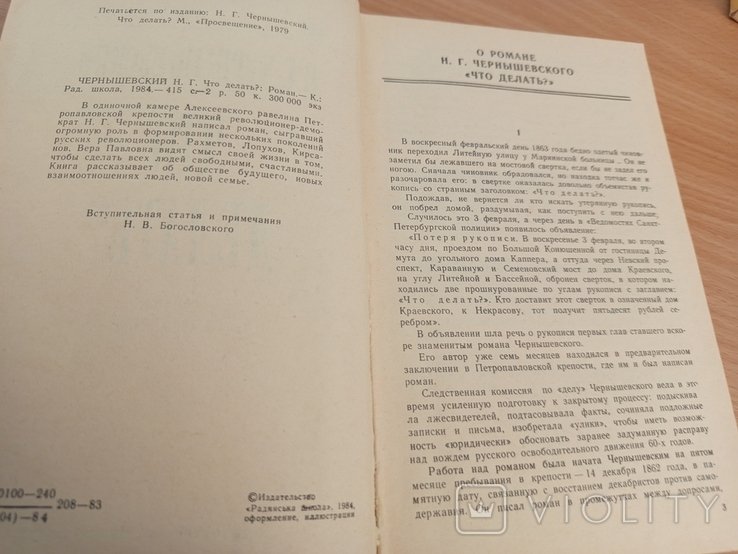 Печатается по изданию: Н. Г. Чернышевский.
Что делать? М., «Просвещение», 1979
ЧЕРНЫШЕВСКИЙ Н. Г. Что делать?: Роман.— К.:
Рад. школа, 1984.— 415 с.—2 р. 50 к. 300 000 экз
В одиночной камере Алексеевского равелина Пет-
ропавловской крепости великий революционер-демо-
крат Н. Г. Чернышевский написал роман, сыгравший
огромную роль в формировании нескольких поколений
русских революционеров. Рахметов, Лопухов, Кирса-
нов, Вера Павловна видят смысл своей жизни в том,
чтобы сделать всех людей свободными, счастливыми.
Книга рассказывает об обществе будущего, новых
взаимоотношениях людей, новой семье.
Вступительная статья и примечания
Н. В. Богословского
0100—240
04)—84
208—83
©Издательство
«Радянська школа», 1984,
оформление, иллюстрации
О РОМАНЕ
Н. Г. ЧЕРНЫШЕВСКОГО
«ЧТО ДЕЛАТЬ?»
1
В воскресный февральский день 1863 года бедно одетый чинов-
ник переходил Литейную улицу у Мариинской больницы. Он не
заметил бы лежавшего на мостовой свертка, если бы не задел его
ногою. Сначала чиновник обрадовался, но находка тотчас же и
разочаровала его: в свертке оказалась довольно объемистая ру-
копись со странным заголовком: «Что делать?».
Подождав, не вернется ли кто искать утерянную рукопись,
он побрел домой, раздумывая, как поступить с нею дальше.
Случилось это 3 февраля, а через день в «Ведомостях Санкт-
Петербургской полиции» появилось объявление:
«Потеря рукописи. В воскресенье 3 февраля, во втором
часу дня, проездом по Большой Конюшенной от гостиницы Де-
мута до угольного дома Каппера, а оттуда через Невский про-
спект, Караванную и Семеновский мост до дома Краевского,
на углу Литейной и Бассейной, обронен сверток, в котором на-
ходились две прошнурованные по углам рукописи с заглавием:
«Что делать?». Кто доставит этот сверток в означенный дом
Краевского, к Некрасову, тот получит пятьдесят рублей
серебром».
В объявлении шла речь о рукописи первых глав ставшего вско-
ре знаменитым романа Чернышевского.
Его автор уже семь месяцев находился в предварительном
заключении в Петропавловской крепости, где им и был написан
роман.
Следственная комиссия по «делу» Чернышевского вела в это
время усиленную подготовку к закрытому процессу: подыскива-
ла лжесвидетелей, подтасовывала факты, сочиняла подложные
записки и письма, изобретала «улики», чтобы иметь возмож-
ность «юридически» обосновать заранее задуманную расправу
над вождем русского освободительного движения 60-х годов.
Работа над романом была начата Чернышевским на пятом
месяце пребывания в крепости — 14 декабря 1862 года, в па-
мятную дату, связанную с восстанием декабристов против само-
державия. Он писал роман в промежутках между допросами,
3
VIOLITY